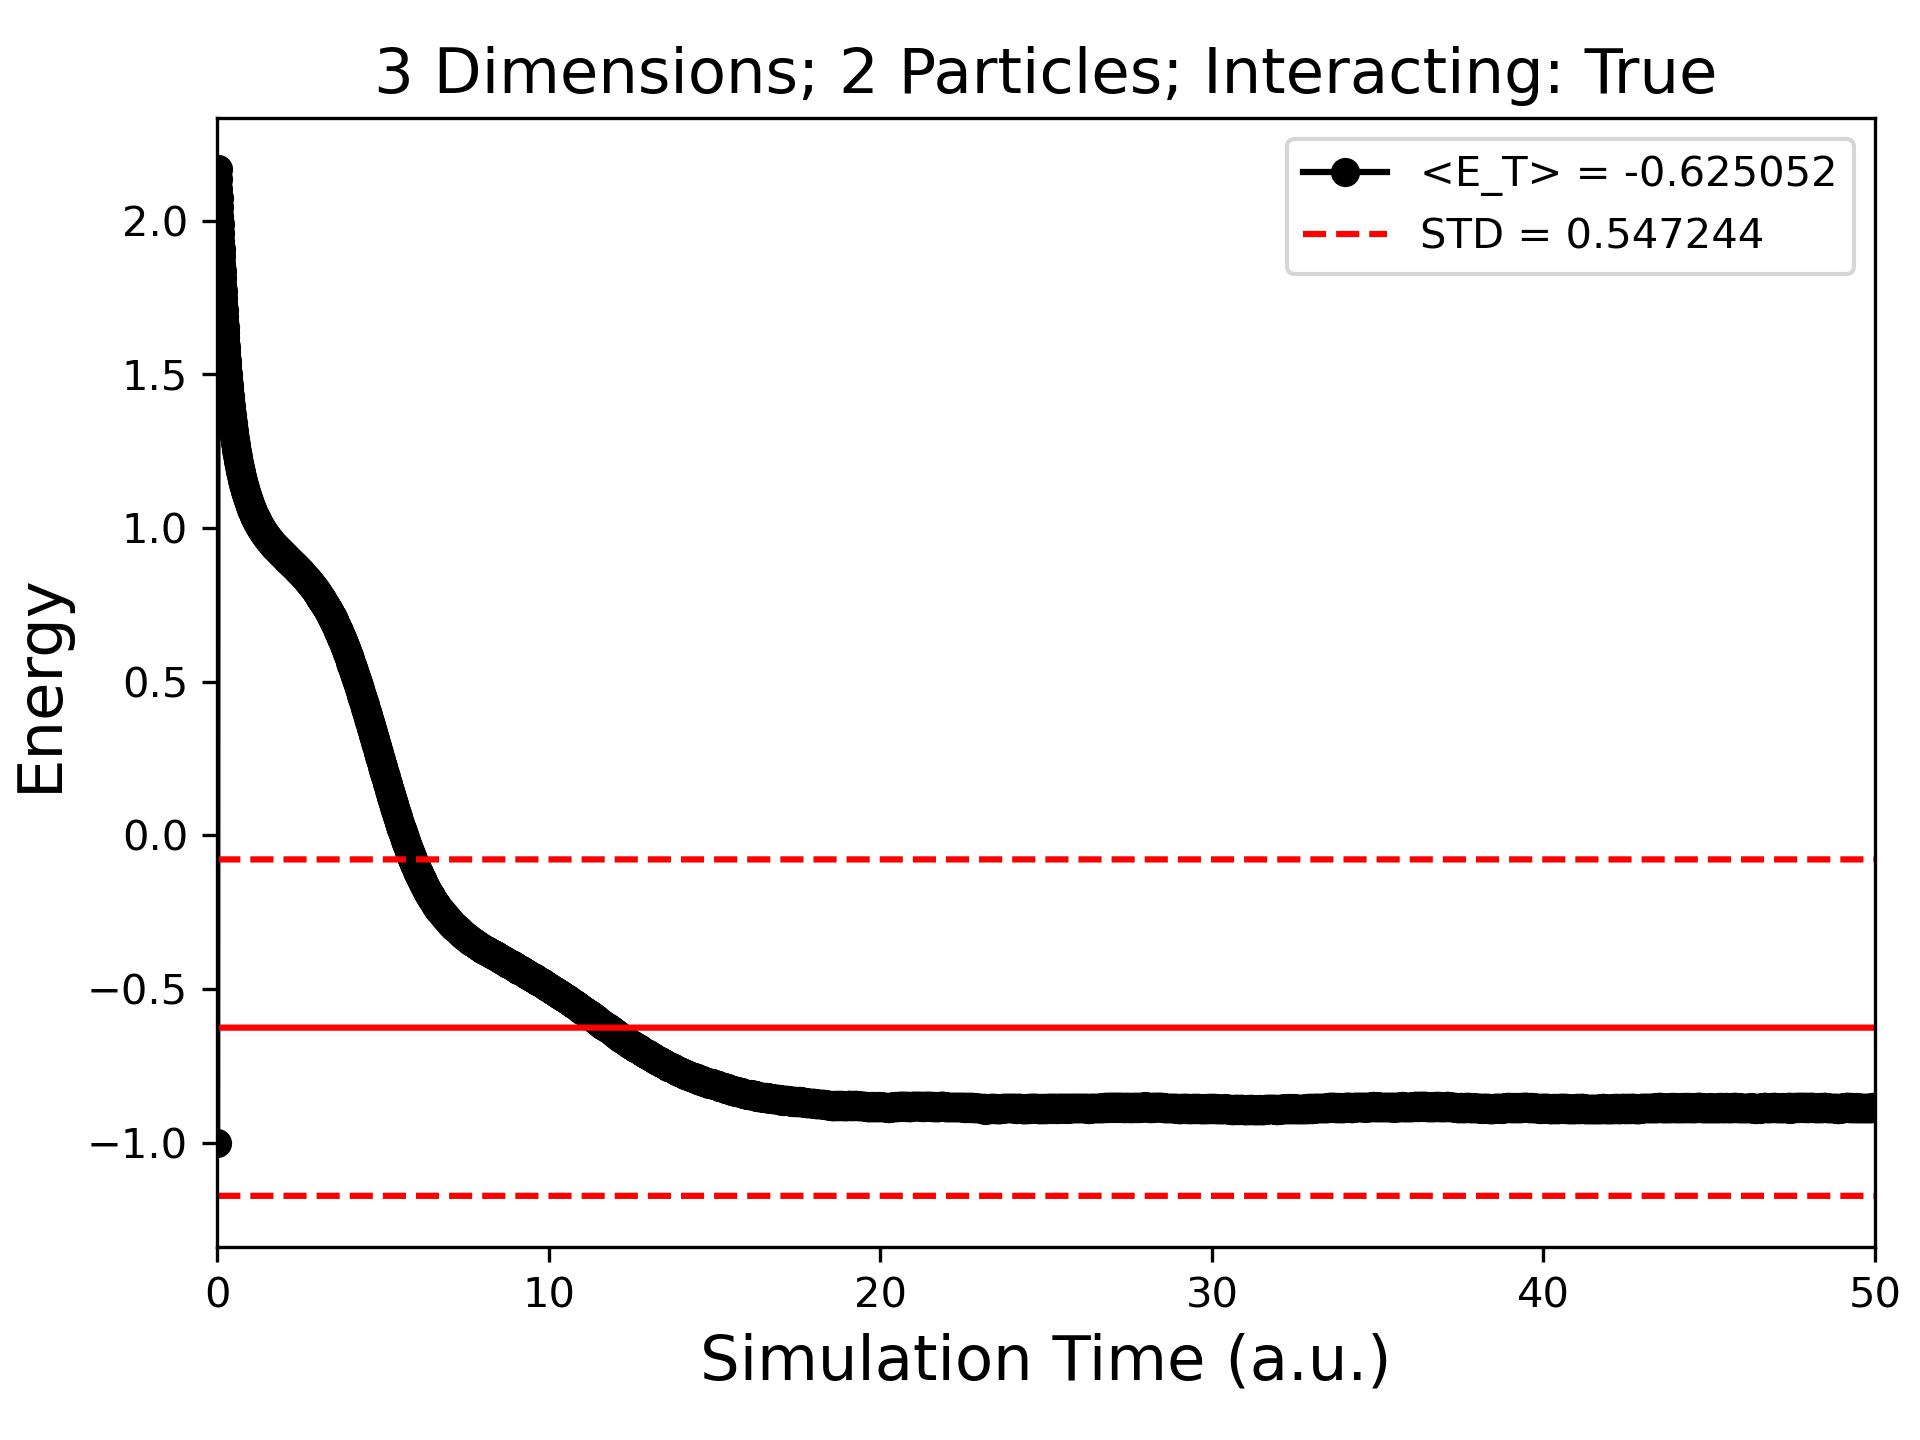 3 Dimensions; 2 Particles; Interacting: True
<E_T> = -0.625052
STD = 0.547244
Energy
2.0
1.5
1.0
0.5
0.0
−0.5
−1.0
0 10 20 30 40 50
Simulation Time (a.u.)